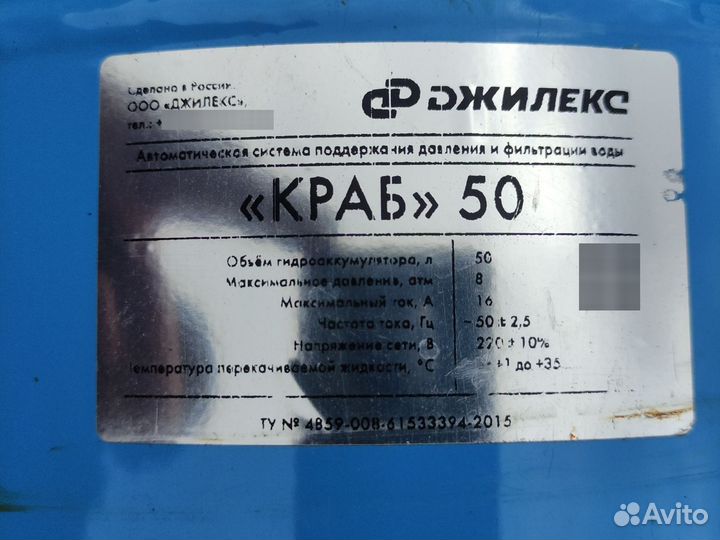 Сделано в России.
ООО «ДЖИЛЕКС»,
тел.: +
ДЖИЛЕКС
Автоматическая система поддержания давления и фильтрации воды
«КРАБ» 50
Объём гидроаккумулятора, л 50
Максимальное давление, атм 8
Максимальный ток, А 16
Частота тока, Гц ~ 50 ± 2,5
Напряжение сети, В 220 ± 10%
Температура перекачиваемой жидкости, °С +1 до +35
ТУ № 4859-008-61533394-2015
Avito